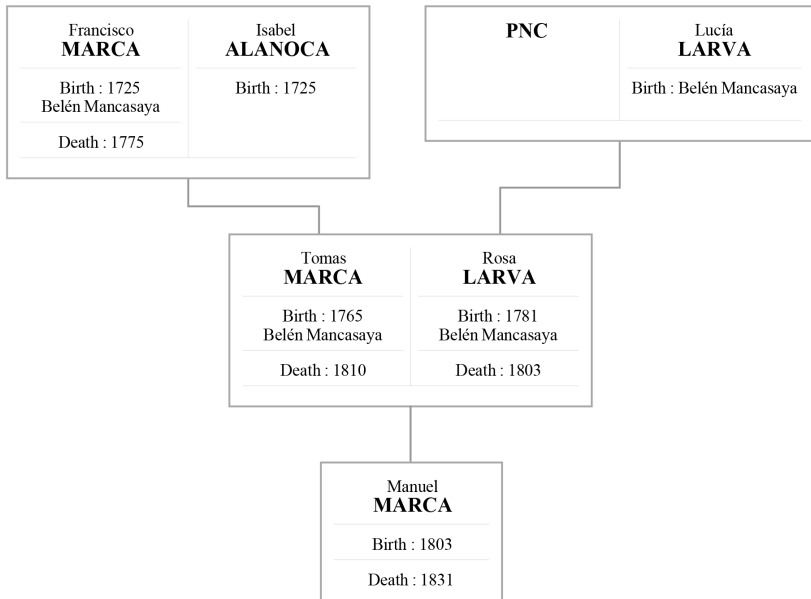 Francisco
MARCA
Birth : 1725
Belén Mancasaya
Death : 1775
Isabel
ALANOCA
Birth : 1725
PNC
Lucía
LARVA
Birth : Belén Mancasaya
Tomas
MARCA
Birth : 1765
Belén Mancasaya
Death : 1810
Rosa
LARVA
Birth : 1781
Belén Mancasaya
Death : 1803
Manuel
MARCA
Birth : 1803
Death : 1831